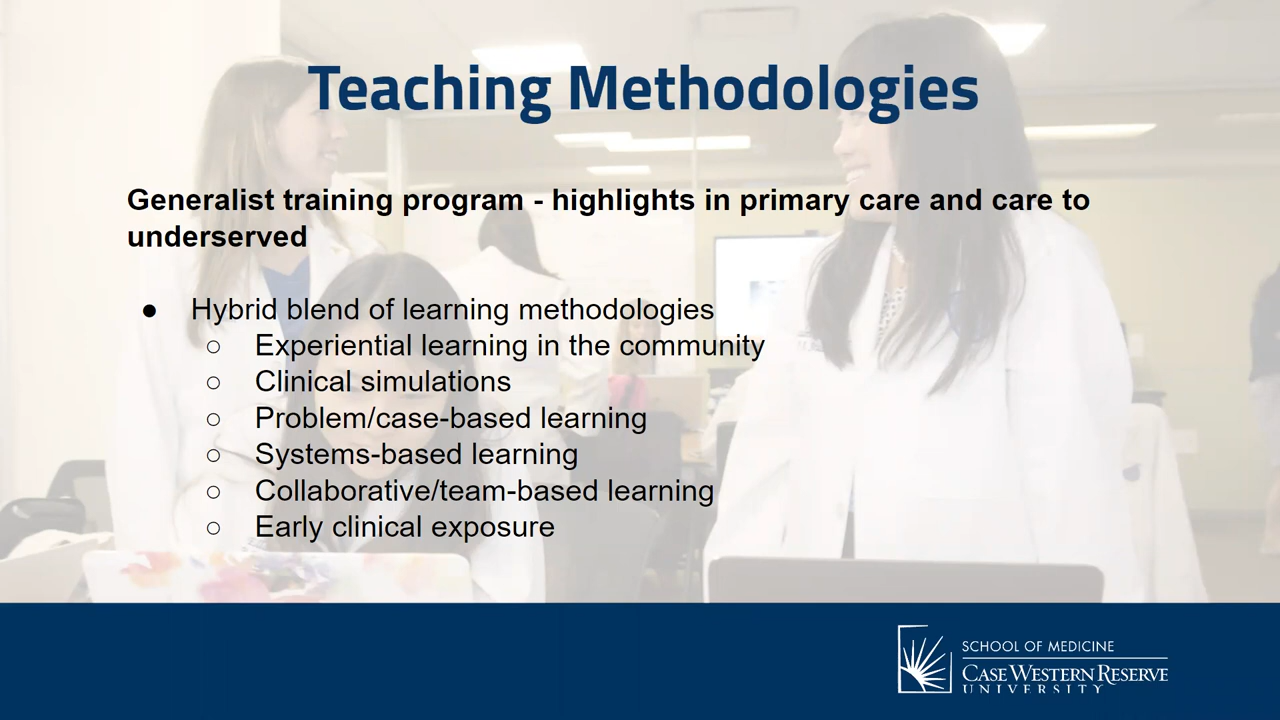 Teaching Methodologies
Generalist training program - highlights in primary care and care to
underserved
● Hybrid blend of learning methodologies
○ Experiential learning in the community
○ Clinical simulations
○ Problem/case-based learning
○ Systems-based learning
○ Collaborative/team-based learning
○ Early clinical exposure
SCHOOL OF MEDICINE
CASE WESTERN RESERVE
UNIVERSITY